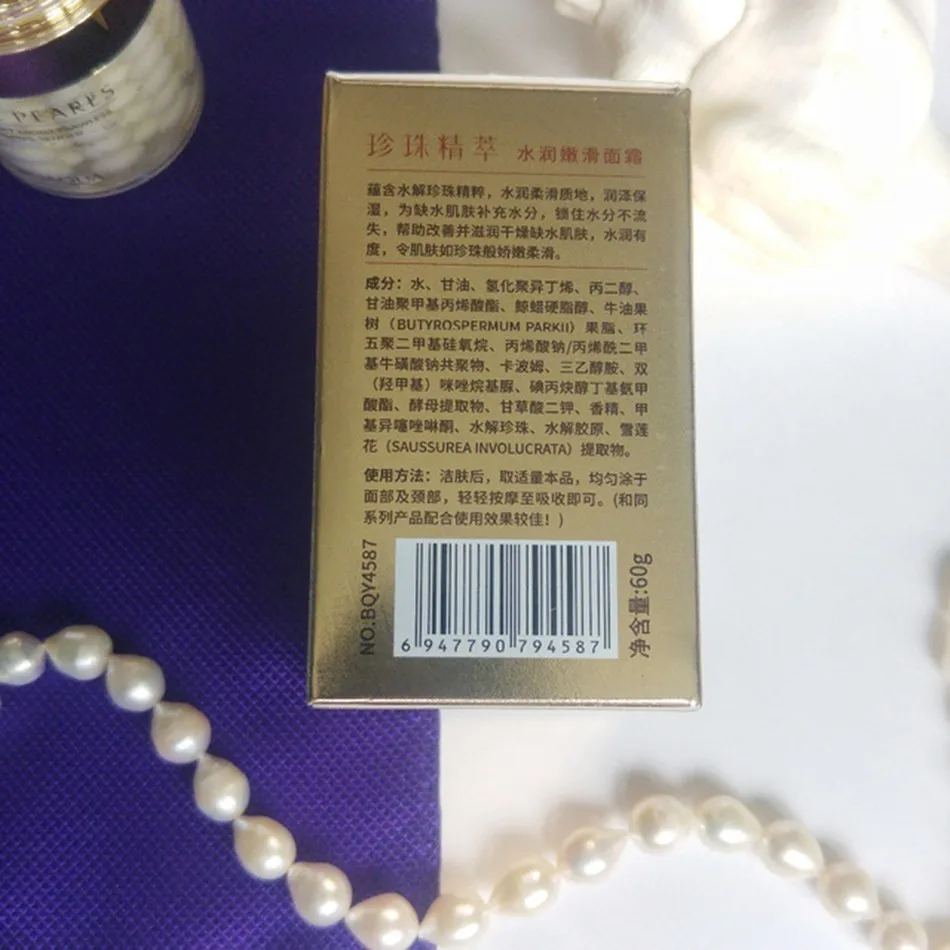 PEARLS
珍珠精萃 水润嫩滑面霜
蕴含水解珍珠精粹，水润柔滑质地，润泽保
湿，为缺水肌肤补充水分，锁住水分不流
失，帮助改善并滋润干燥缺水肌肤，水润有
度，令肌肤如珍珠般娇嫩柔滑。
成分：水、甘油、氢化聚异丁烯、丙二醇、
甘油聚甲基丙烯酸酯、鲸蜡硬脂醇、牛油果
树（BUTYROSPERMUM PARKII）果脂、环
五聚二甲基硅氧烷、丙烯酸钠/丙烯酰二甲
基牛磺酸钠共聚物、卡波姆、三乙醇胺、双
（羟甲基）咪唑烷基脲、碘丙炔醇丁基氨甲
酸酯、酵母提取物、甘草酸二钾、香精、甲
基异噻唑啉酮、水解珍珠、水解胶原、雪莲
花（SAUSSUREA INVOLUCRATA）提取物。
使用方法：洁肤后，取适量本品，均匀涂于
面部及颈部，轻轻按摩至吸收即可。(和同
系列产品配合使用效果较佳！)
NO.BQY4587
6 947790 794587
净含量:60g